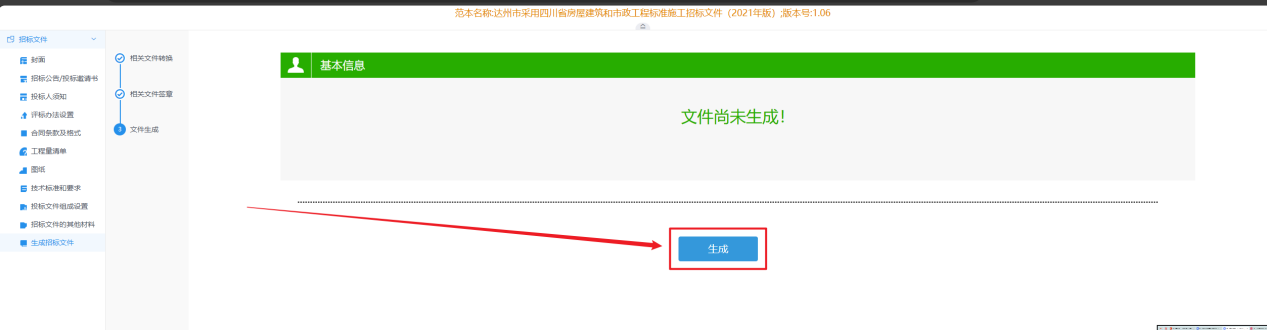 范本名称:达州市采用四川省房屋建筑和市政工程标准施工招标文件（2021年版）;版本号:1.06
招标文件
封面
招标公告/投标邀请书
投标人须知
评标办法设置
合同条款及格式
工程量清单
图纸
技术标准和要求
投标文件组成设置
招标文件的其他材料
生成招标文件
相关文件转换
相关文件签章
3 文件生成
基本信息
文件尚未生成！
生成